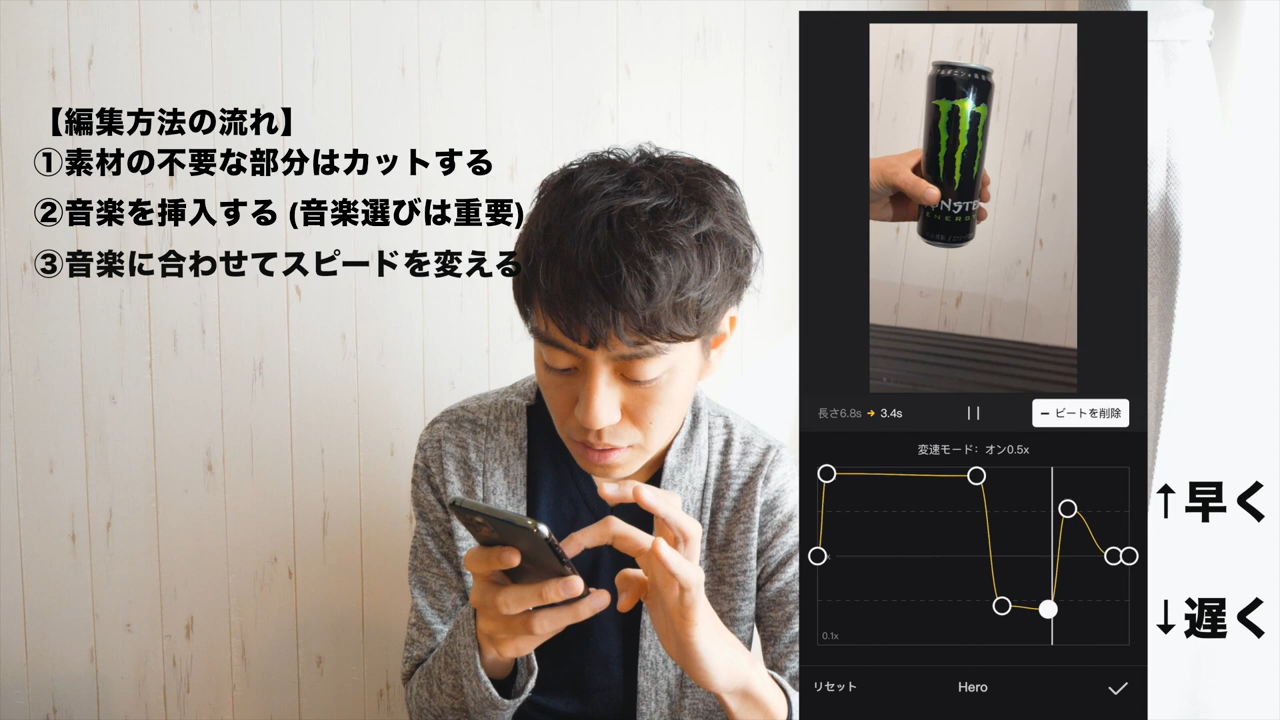 【編集方法の流れ】
①素材の不要な部分はカットする
②音楽を挿入する (音楽選びは重要)
③音楽に合わせてスピードを変える
ENERGY
長さ6.8s → 3.4s
ー ビートを削除
変速モード：オン0.5x
↑早く
↓遅く
0.1x
リセット
Hero